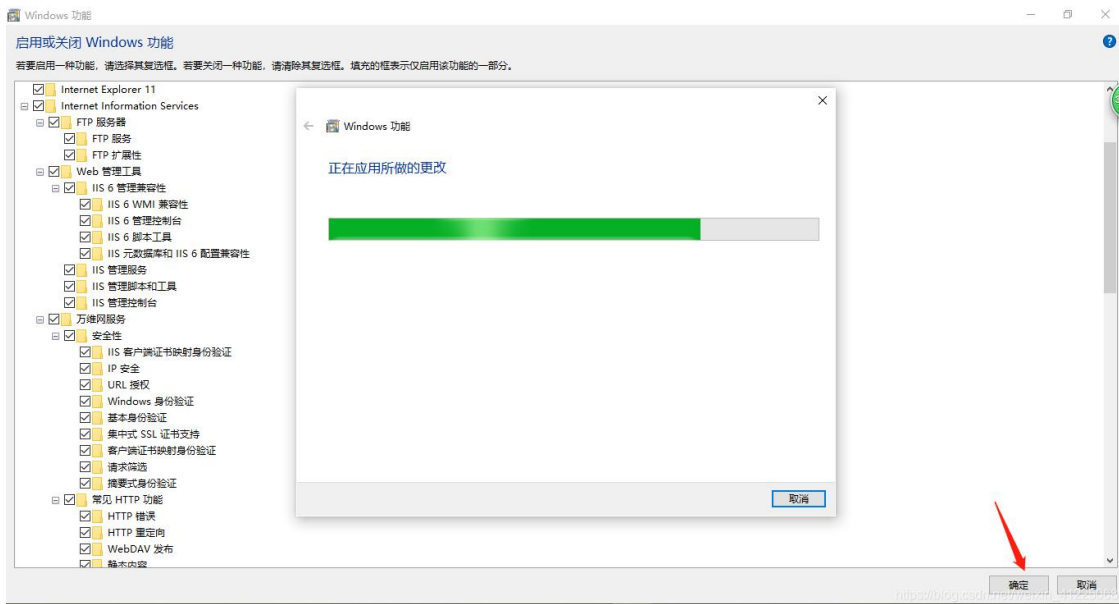 Windows 功能
启用或关闭 Windows 功能
若要启用一种功能，请选择其复选框。若要关闭一种功能，请清除其复选框。填充的框表示仅启用该功能的一部分。
Internet Explorer 11
Internet Information Services
FTP 服务器
FTP 服务
FTP 扩展性
Web 管理工具
IIS 6 管理兼容性
IIS 6 WMI 兼容性
IIS 6 管理控制台
IIS 6 脚本工具
IIS 元数据库和 IIS 6 配置兼容性
IIS 管理服务
IIS 管理脚本和工具
IIS 管理控制台
万维网服务
安全性
IIS 客户端证书映射身份验证
IP 安全
URL 授权
Windows 身份验证
基本身份验证
集中式 SSL 证书支持
客户端证书映射身份验证
请求筛选
摘要式身份验证
常见 HTTP 功能
HTTP 错误
HTTP 重定向
WebDAV 发布
静态内容
Windows 功能
正在应用所做的更改
取消
确定
取消